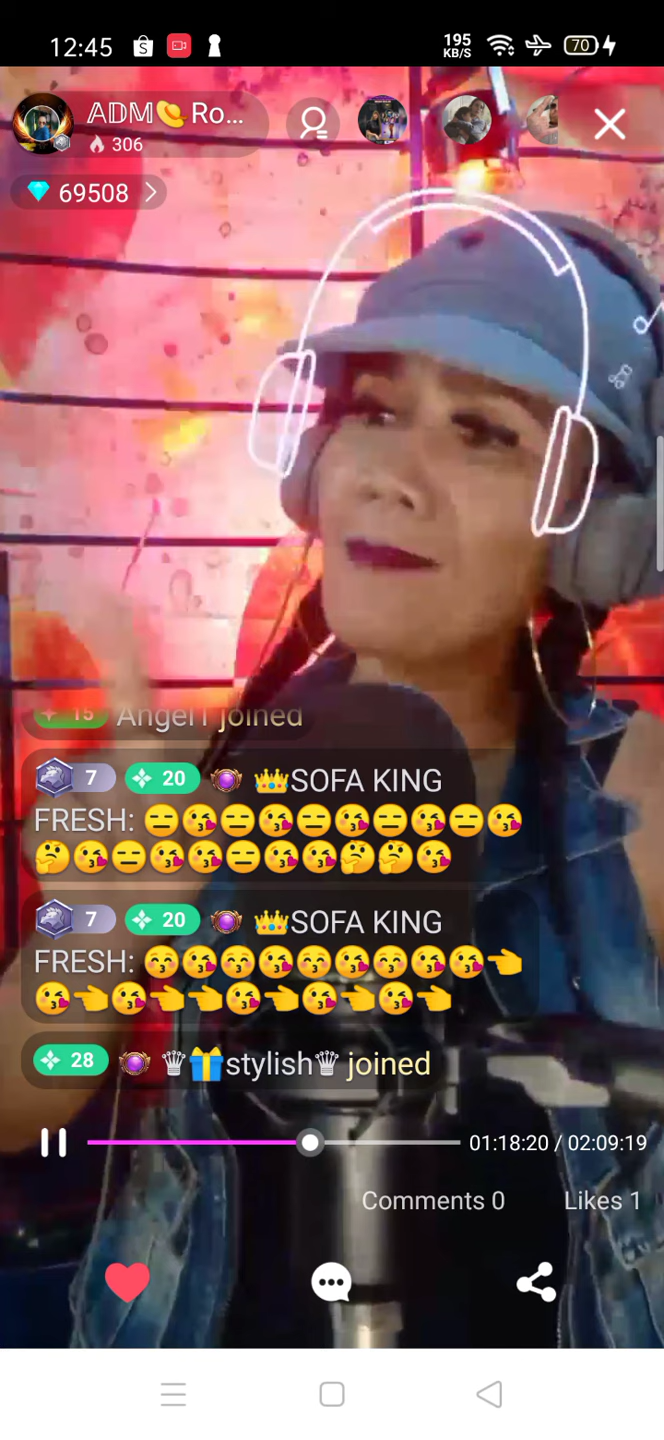 12:45
195
KB/S
70
𝔸𝔻𝕄👒Ro...
306
69508
15 Angel1 joined
7 20 👑SOFA KING
FRESH: 😑😘😑😘😑😘😑😘😑😘
🤔😘😑😘😘😑😘😘🤔🤔😘
7 20 👑SOFA KING
FRESH: 😚😘😚😘😚😘😚😘😘👈
😘👈😘👈👈😘👈😘👈😘👈
28 ♛🎁stylish♛ joined
01:18:20 / 02:09:19
Comments 0 Likes 1